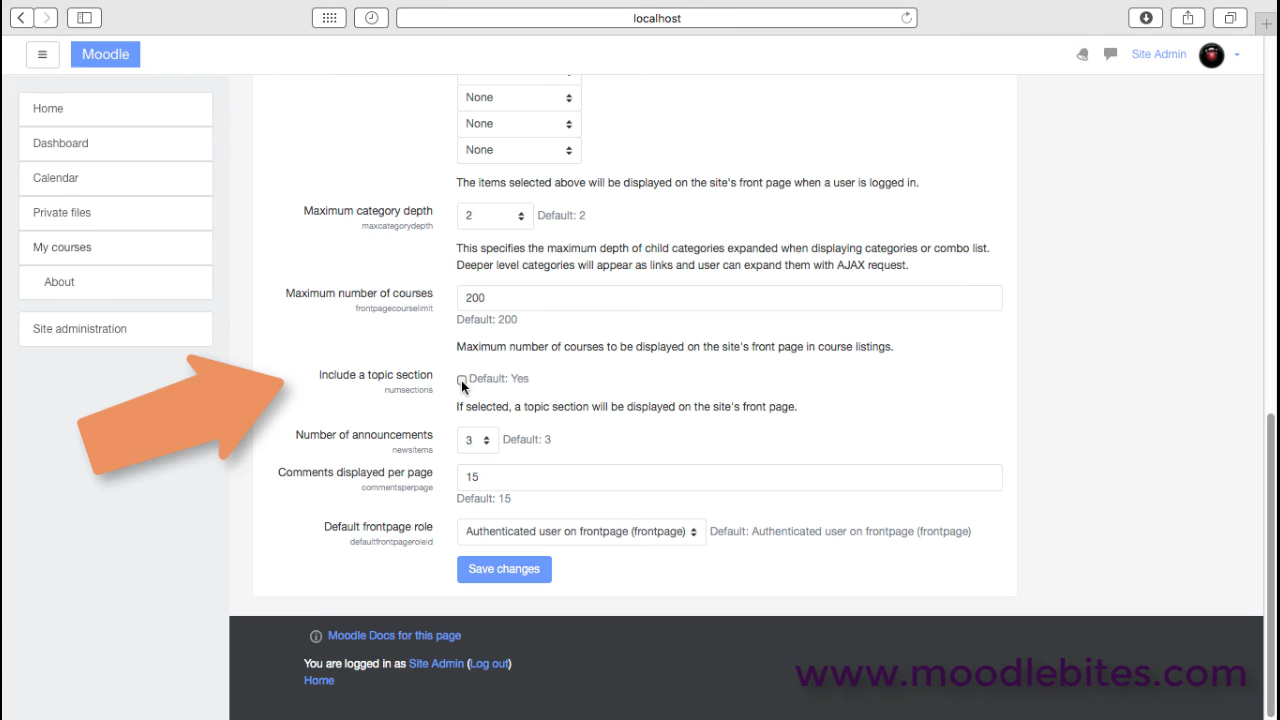 localhost
Moodle
Site Admin
Home
Dashboard
Calendar
Private files
My courses
About
Site administration
None
None
None
The items selected above will be displayed on the site's front page when a user is logged in.
Maximum category depth
maxcategorydepth
2
Default: 2
This specifies the maximum depth of child categories expanded when displaying categories or combo list.
Deeper level categories will appear as links and user can expand them with AJAX request.
Maximum number of courses
frontpagecourselimit
200
Default: 200
Maximum number of courses to be displayed on the site's front page in course listings.
Include a topic section
numsections
Default: Yes
If selected, a topic section will be displayed on the site's front page.
Number of announcements
newsitems
3
Default: 3
Comments displayed per page
commentsperpage
15
Default: 15
Default frontpage role
defaultfrontpageroleid
Authenticated user on frontpage (frontpage)
Default: Authenticated user on frontpage (frontpage)
Save changes
Moodle Docs for this page
You are logged in as Site Admin (Log out)
Home
www.moodlebites.com